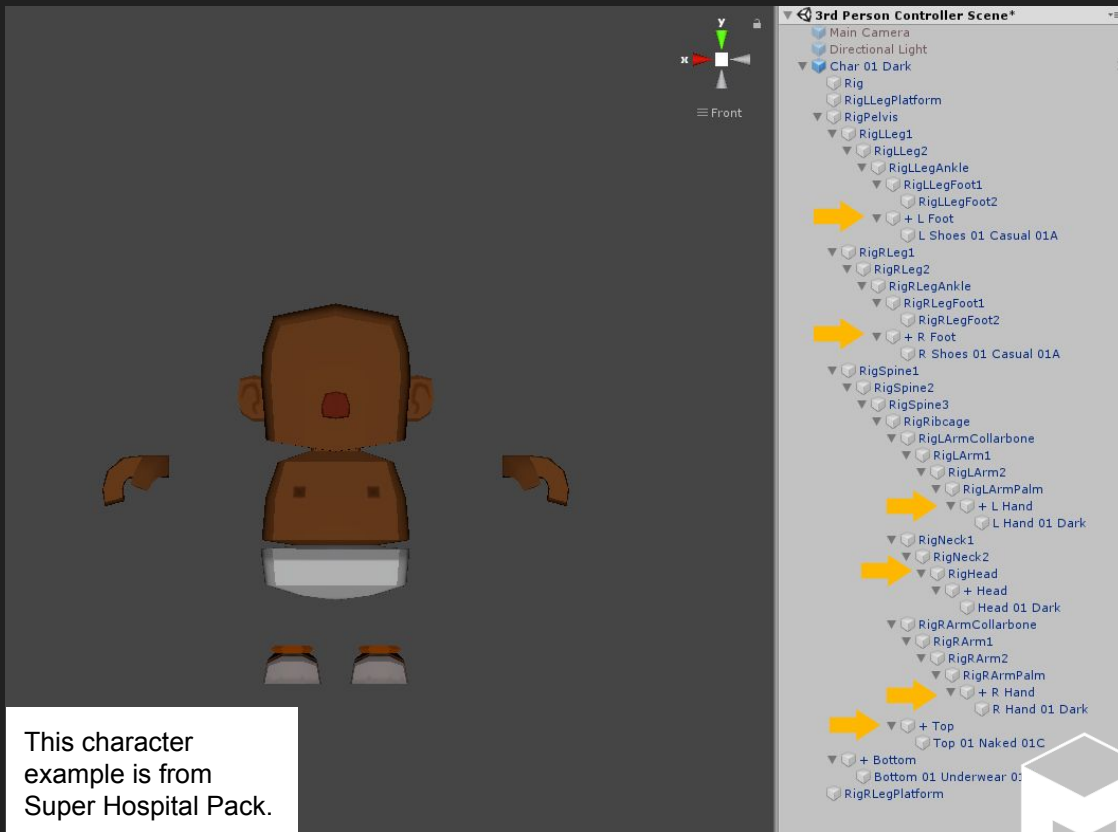 y
x
Front
This character
example is from
Super Hospital Pack.
3rd Person Controller Scene*
Main Camera
Directional Light
Char 01 Dark
Rig
RigLLegPlatform
RigPelvis
RigLLeg1
RigLLeg2
RigLLegAnkle
RigLLegFoot1
RigLLegFoot2
+ L Foot
L Shoes 01 Casual 01A
RigRLeg1
RigRLeg2
RigRLegAnkle
RigRLegFoot1
RigRLegFoot2
+ R Foot
R Shoes 01 Casual 01A
RigSpine1
RigSpine2
RigSpine3
RigRibcage
RigLArmCollarbone
RigLArm1
RigLArm2
RigLArmPalm
+ L Hand
L Hand 01 Dark
RigNeck1
RigNeck2
RigHead
+ Head
Head 01 Dark
RigRArmCollarbone
RigRArm1
RigRArm2
RigRArmPalm
+ R Hand
R Hand 01 Dark
+ Top
Top 01 Naked 01C
+ Bottom
Bottom 01 Underwear
RigRLegPlatform